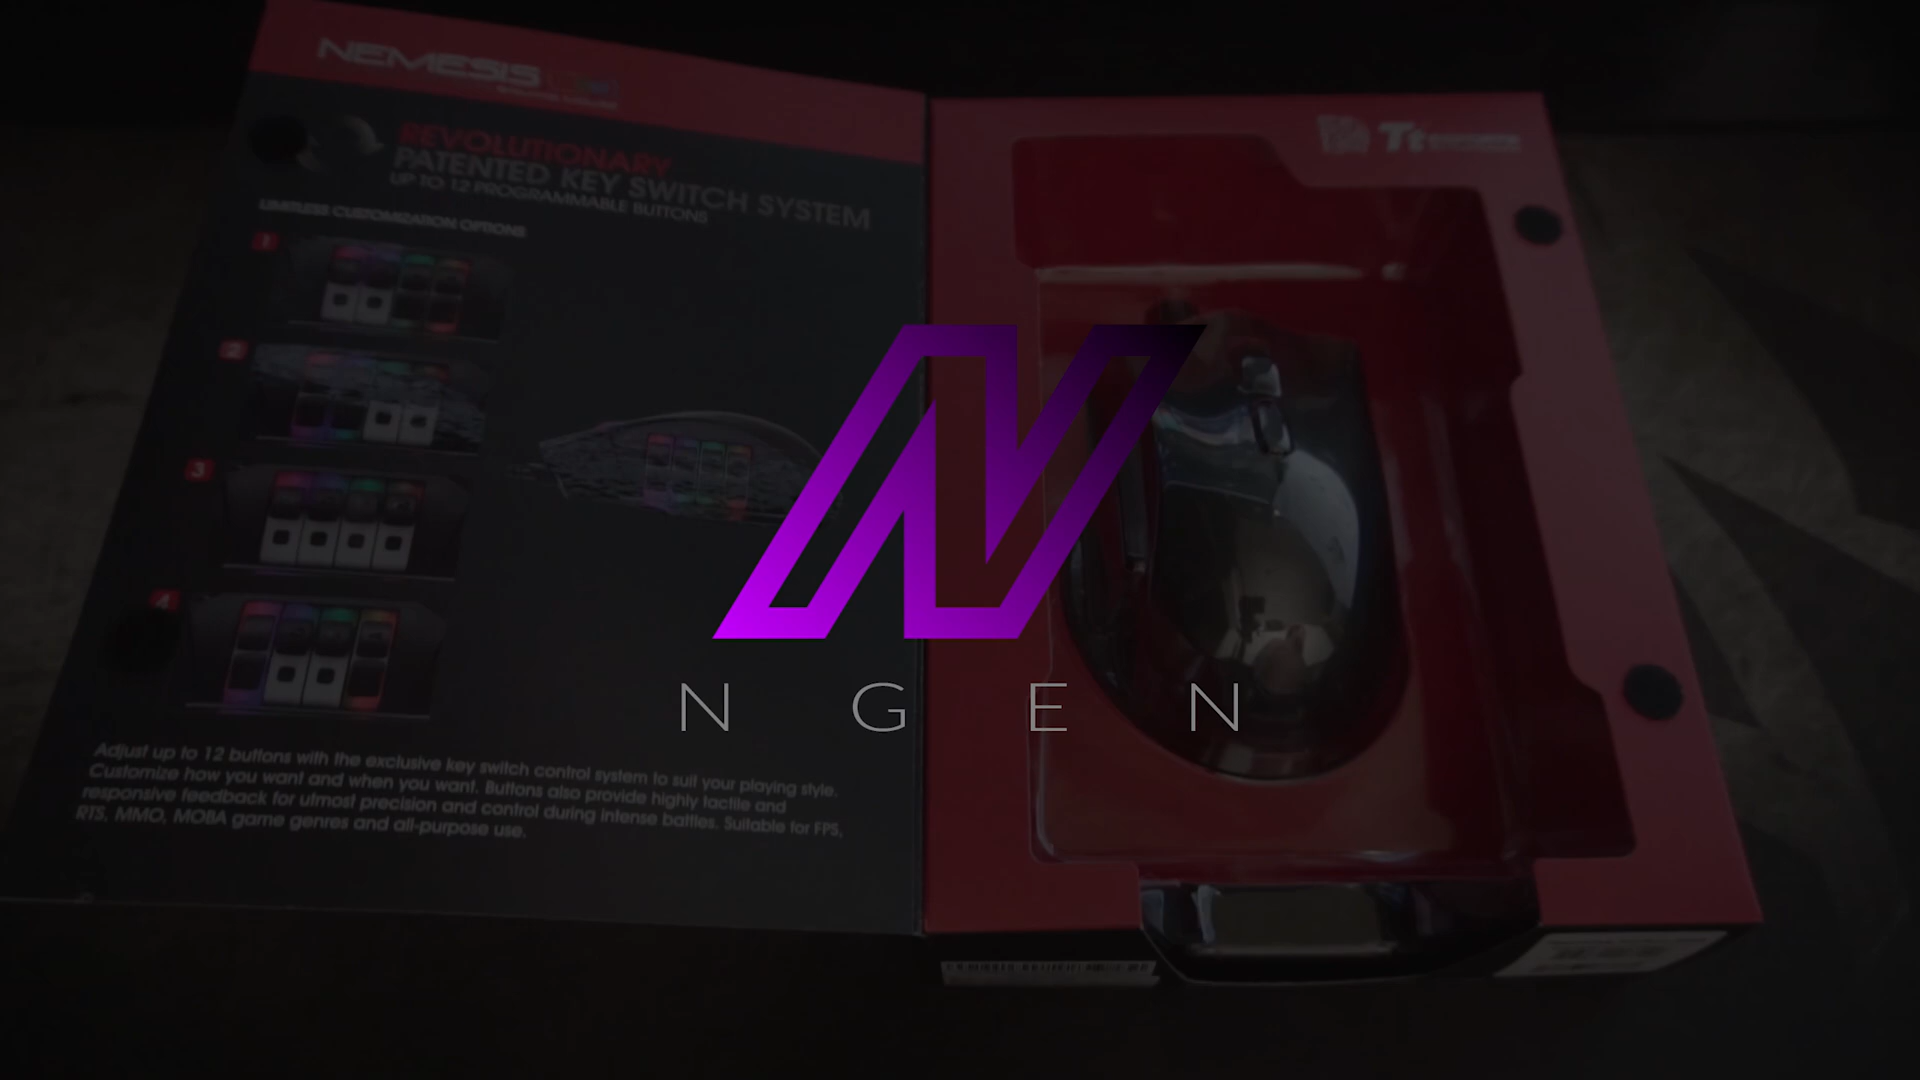 NEMESIS
REVOLUTIONARY
PATENTED KEY SWITCH SYSTEM
UP TO 12 PROGRAMMABLE BUTTONS
LIMITLESS CUSTOMIZATION OPTIONS
1
2
3
4
Adjust up to 12 buttons with the exclusive key switch control system to suit your playing style.
Customize how you want and when you want. Buttons also provide highly tactile and
responsive feedback for utmost precision and control during intense battles. Suitable for FPS,
RTS, MMO, MOBA game genres and all-purpose use.
Tt
N
NGEN